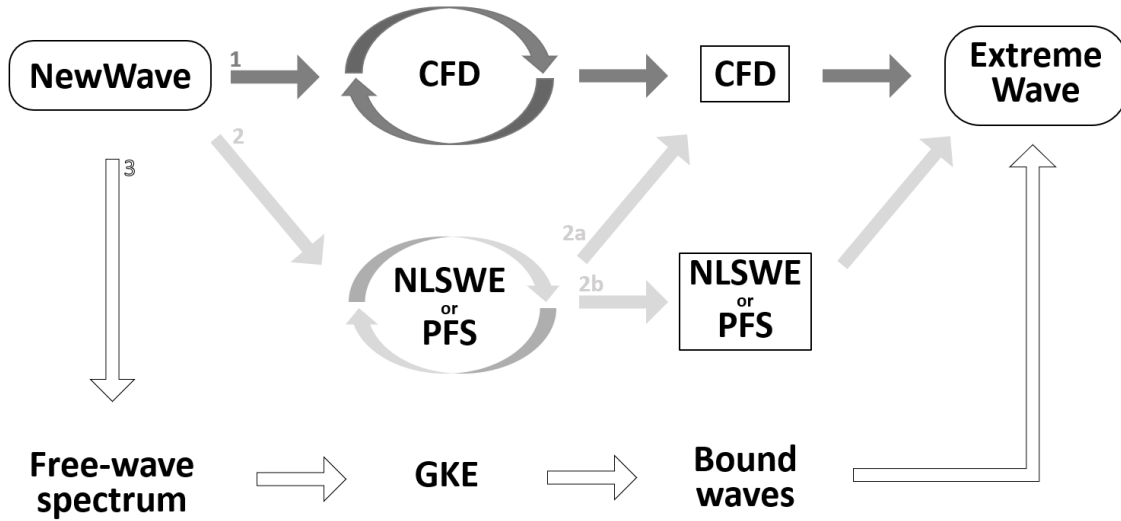 NewWave
1
CFD
CFD
Extreme
Wave
2
3
2a
2b
NLSWE
or
PFS
NLSWE
or
PFS
Free-wave
spectrum
GKE
Bound
waves